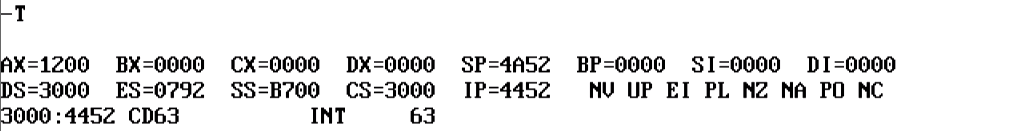 -T
AX=1200 BX=0000 CX=0000 DX=0000 SP=4A52 BP=0000 SI=0000 DI=0000
DS=3000 ES=0792 SS=B700 CS=3000 IP=4452 NV UP EI PL NZ NA PO NC
3000:4452 CD63 INT 63